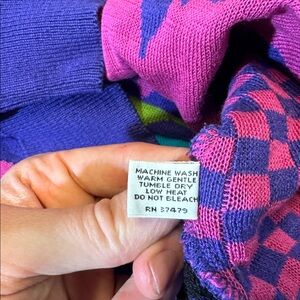 MACHINE WASH
WARM GENTLE
TUMBLE DRY
LOW HEAT
DO NOT BLEACH
RN 37479